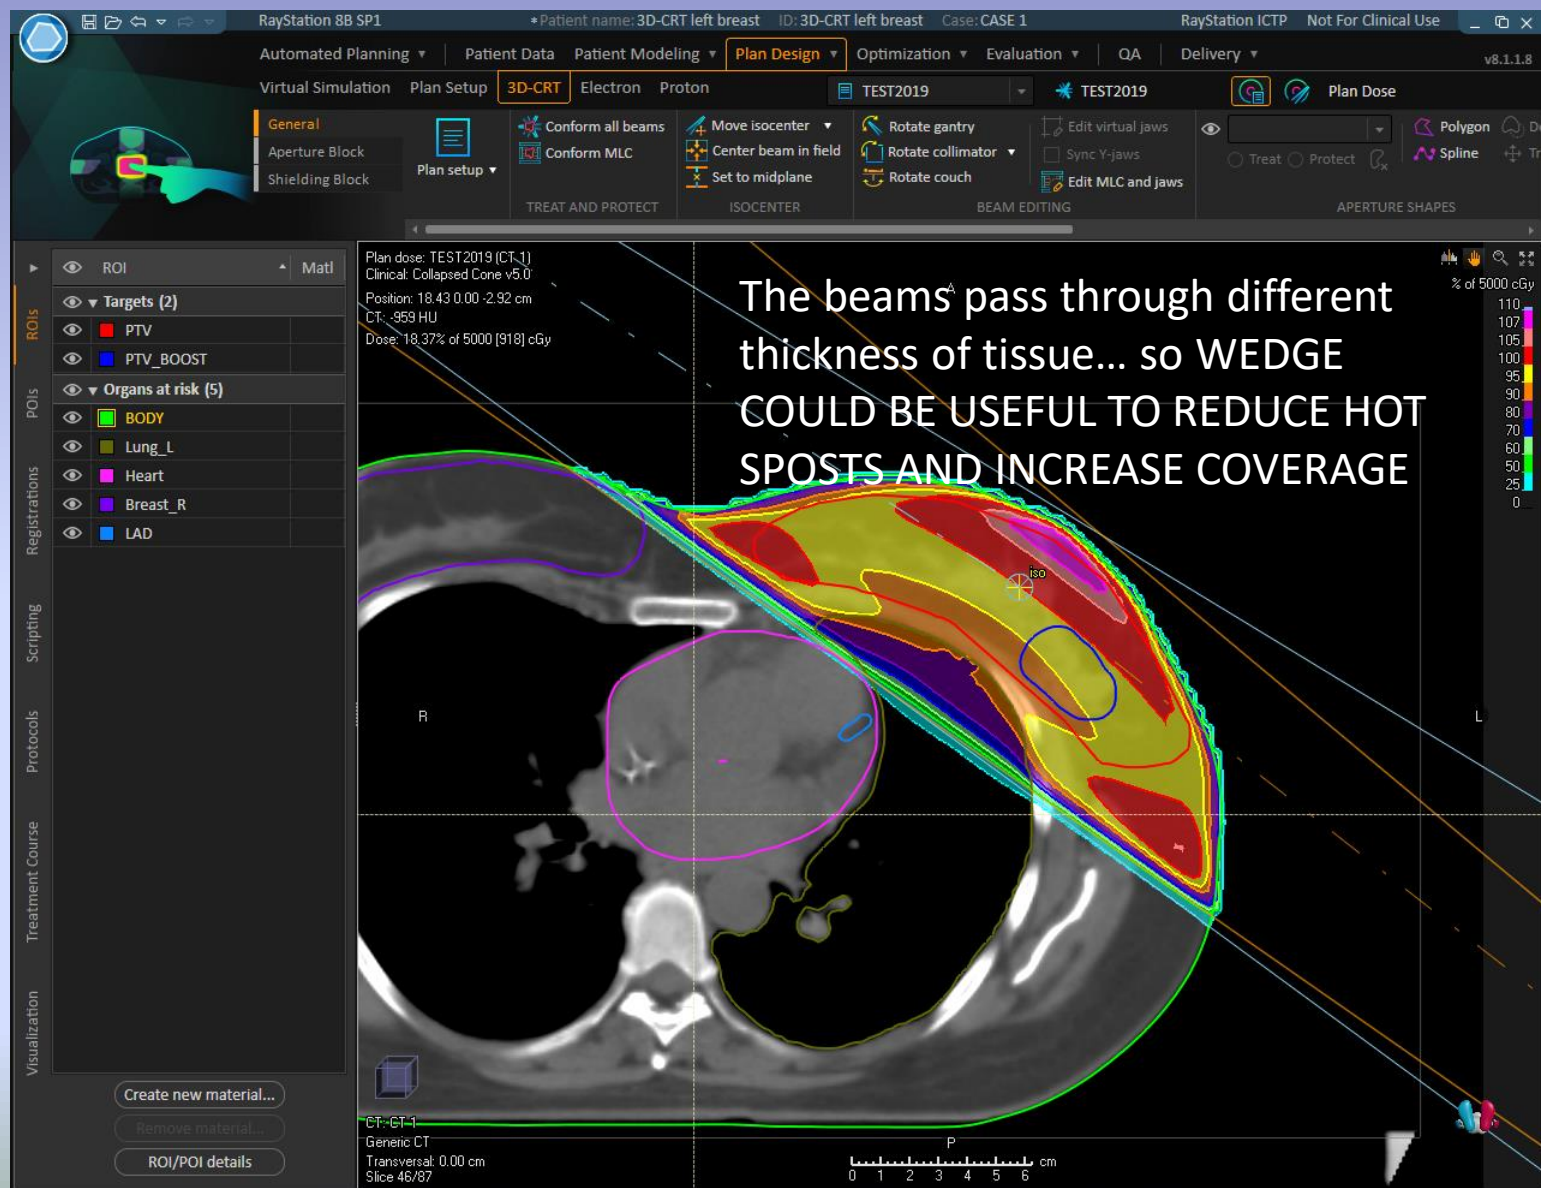 RayStation 8B SP1
*Patient name: 3D-CRT left breast ID: 3D-CRT left breast Case: CASE 1
RayStation ICTP Not For Clinical Use
Automated Planning Patient Data Patient Modeling Plan Design Optimization Evaluation QA Delivery
v8.1.1.8
Virtual Simulation Plan Setup 3D-CRT Electron Proton
TEST2019
TEST2019
Plan Dose
General
Aperture Block
Shielding Block
Plan setup
Conform all beams
Conform MLC
TREAT AND PROTECT
Move isocenter
Center beam in field
Set to midplane
ISOCENTER
Rotate gantry
Rotate collimator
Rotate couch
Edit virtual jaws
Sync Y-jaws
Edit MLC and jaws
BEAM EDITING
Treat Protect
Polygon
Spline
APERTURE SHAPES
ROIs
POIs
Registrations
Scripting
Protocols
Treatment Course
Visualization
ROI Matl
Targets (2)
PTV
PTV_BOOST
Organs at risk (5)
BODY
Lung_L
Heart
Breast_R
LAD
Create new material...
Remove material...
ROI/POI details
Plan dose: TEST2019 (CT 1)
Clinical: Collapsed Cone v5.0
Position: 18.43 0.00 -2.92 cm
CT: -959 HU
Dose: 18.37% of 5000 [918] cGy
A
The beams pass through different
thickness of tissue... so WEDGE
COULD BE USEFUL TO REDUCE HOT
SPOSTS AND INCREASE COVERAGE
% of 5000 cGy
110
107
105
100
95
90
80
70
60
50
25
0
iso
R
L
P
CT: CT 1
Generic CT
Transversal: 0.00 cm
Slice 46/87
cm
0 1 2 3 4 5 6